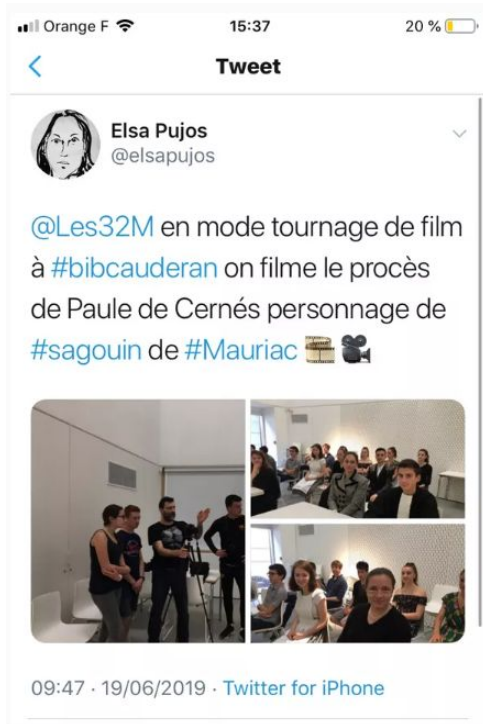 Orange F 15:37 20 %
Tweet
Elsa Pujos
@elsapujos
@Les32M en mode tournage de film
à #bibcauderan on filme le procès
de Paule de Cernés personnage de
#sagouin de #Mauriac 🎞️ 🎥
09:47 · 19/06/2019 · Twitter for iPhone